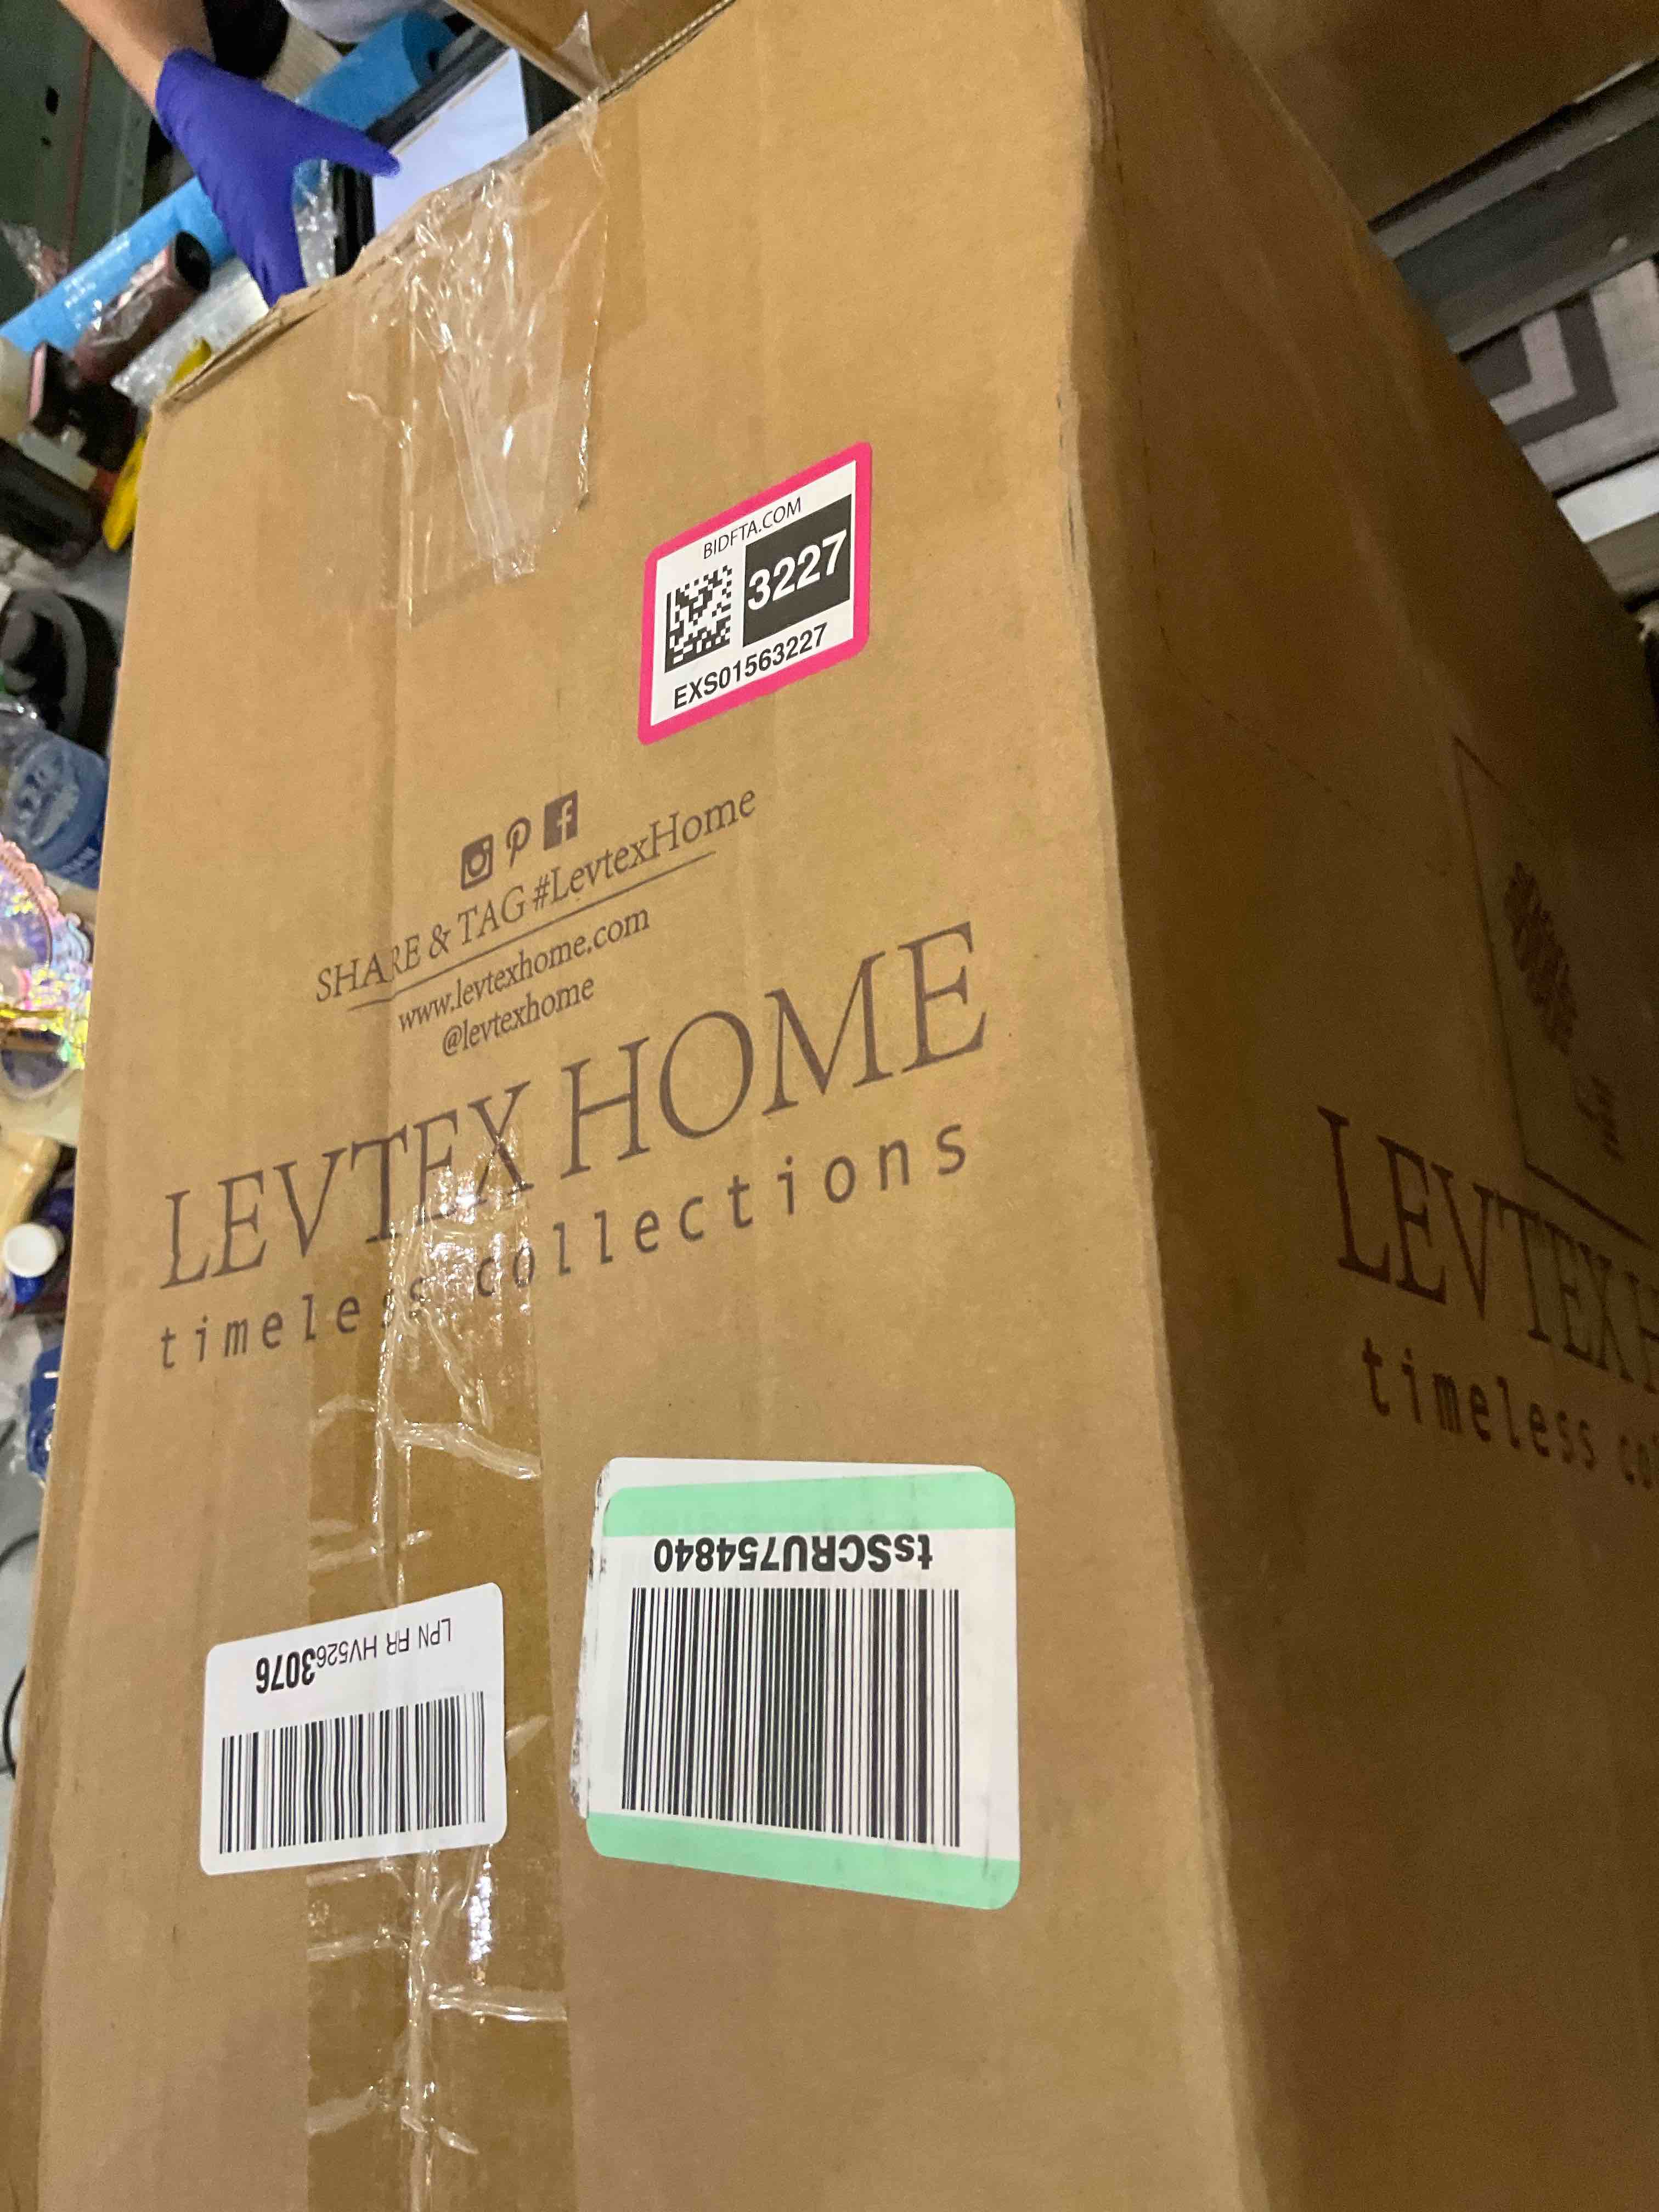 BIDFTA.COM
3227
EXS01563227
SHARE & TAG #LevtexHome
www.levtexhome.com
@levtexhome
LEVTEX HOME
timeless collections
tsSCRU754840
LPN RR HV5263076
LEVTEX H
timeless co